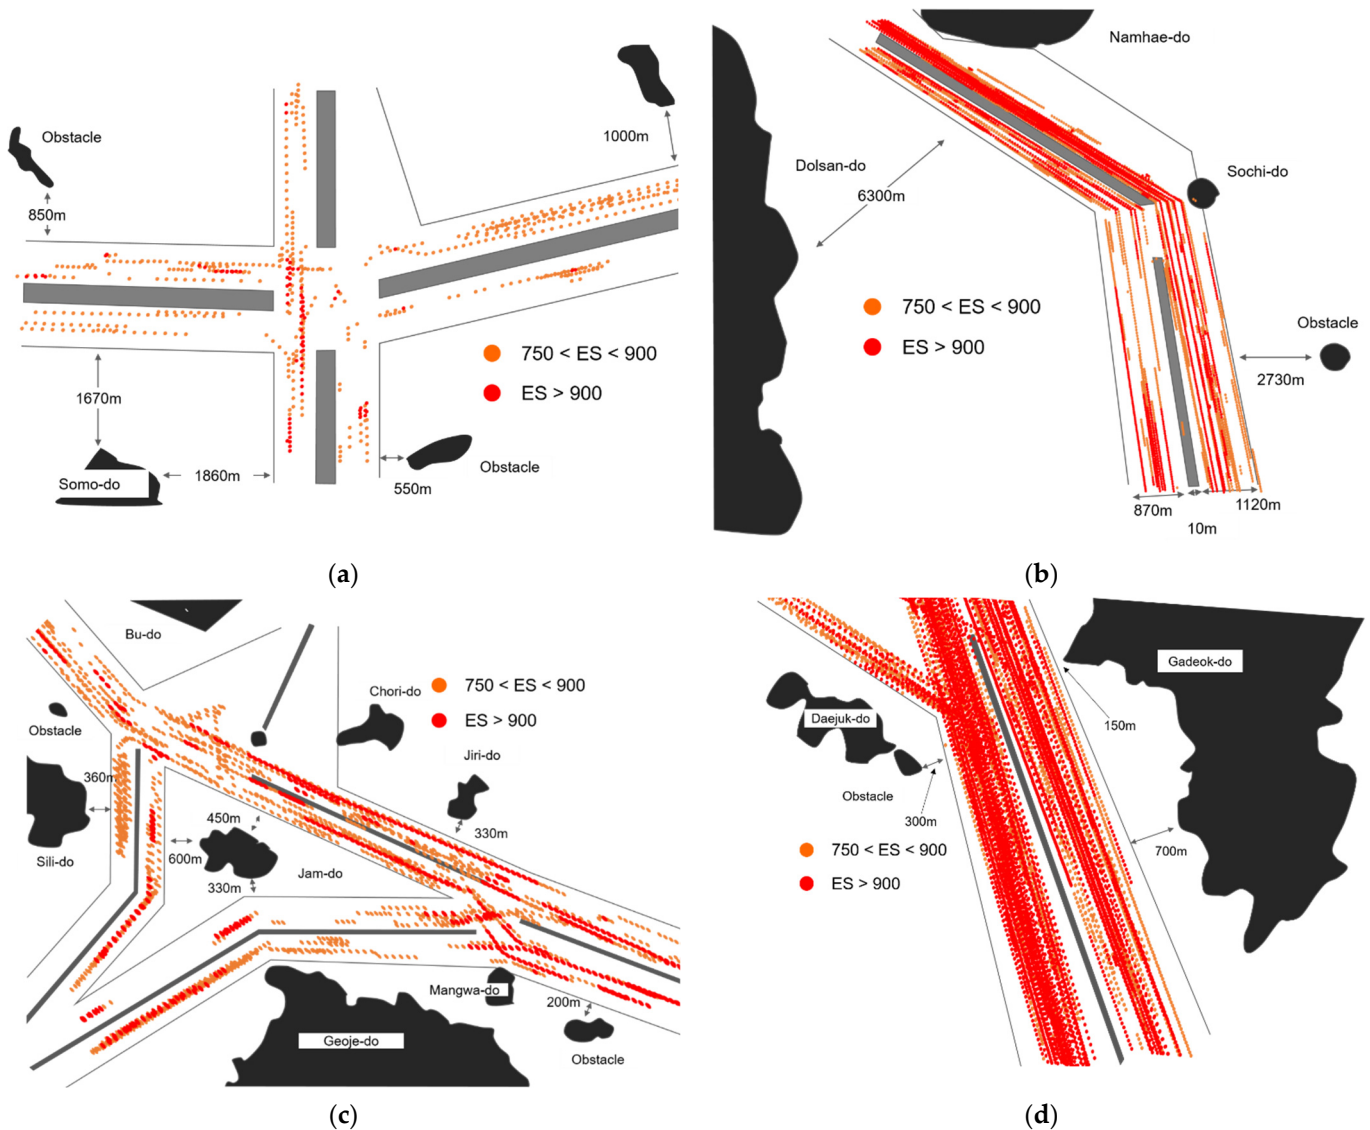 Obstacle
1000m
850m
750 < ES < 900
ES > 900
1670m
Somo-do
1860m
550m
Obstacle
(a)
Namhae-do
Dolsan-do
6300m
Sochi-do
750 < ES < 900
ES > 900
Obstacle
2730m
870m
10m
1120m
(b)
Bu-do
Chori-do
750 < ES < 900
ES > 900
Obstacle
Jiri-do
360m
450m
330m
Sili-do
600m
330m
Jam-do
Mangwa-do
200m
Geoje-do
Obstacle
(c)
Gadeok-do
Daejuk-do
150m
Obstacle
300m
750 < ES < 900
ES > 900
700m
(d)